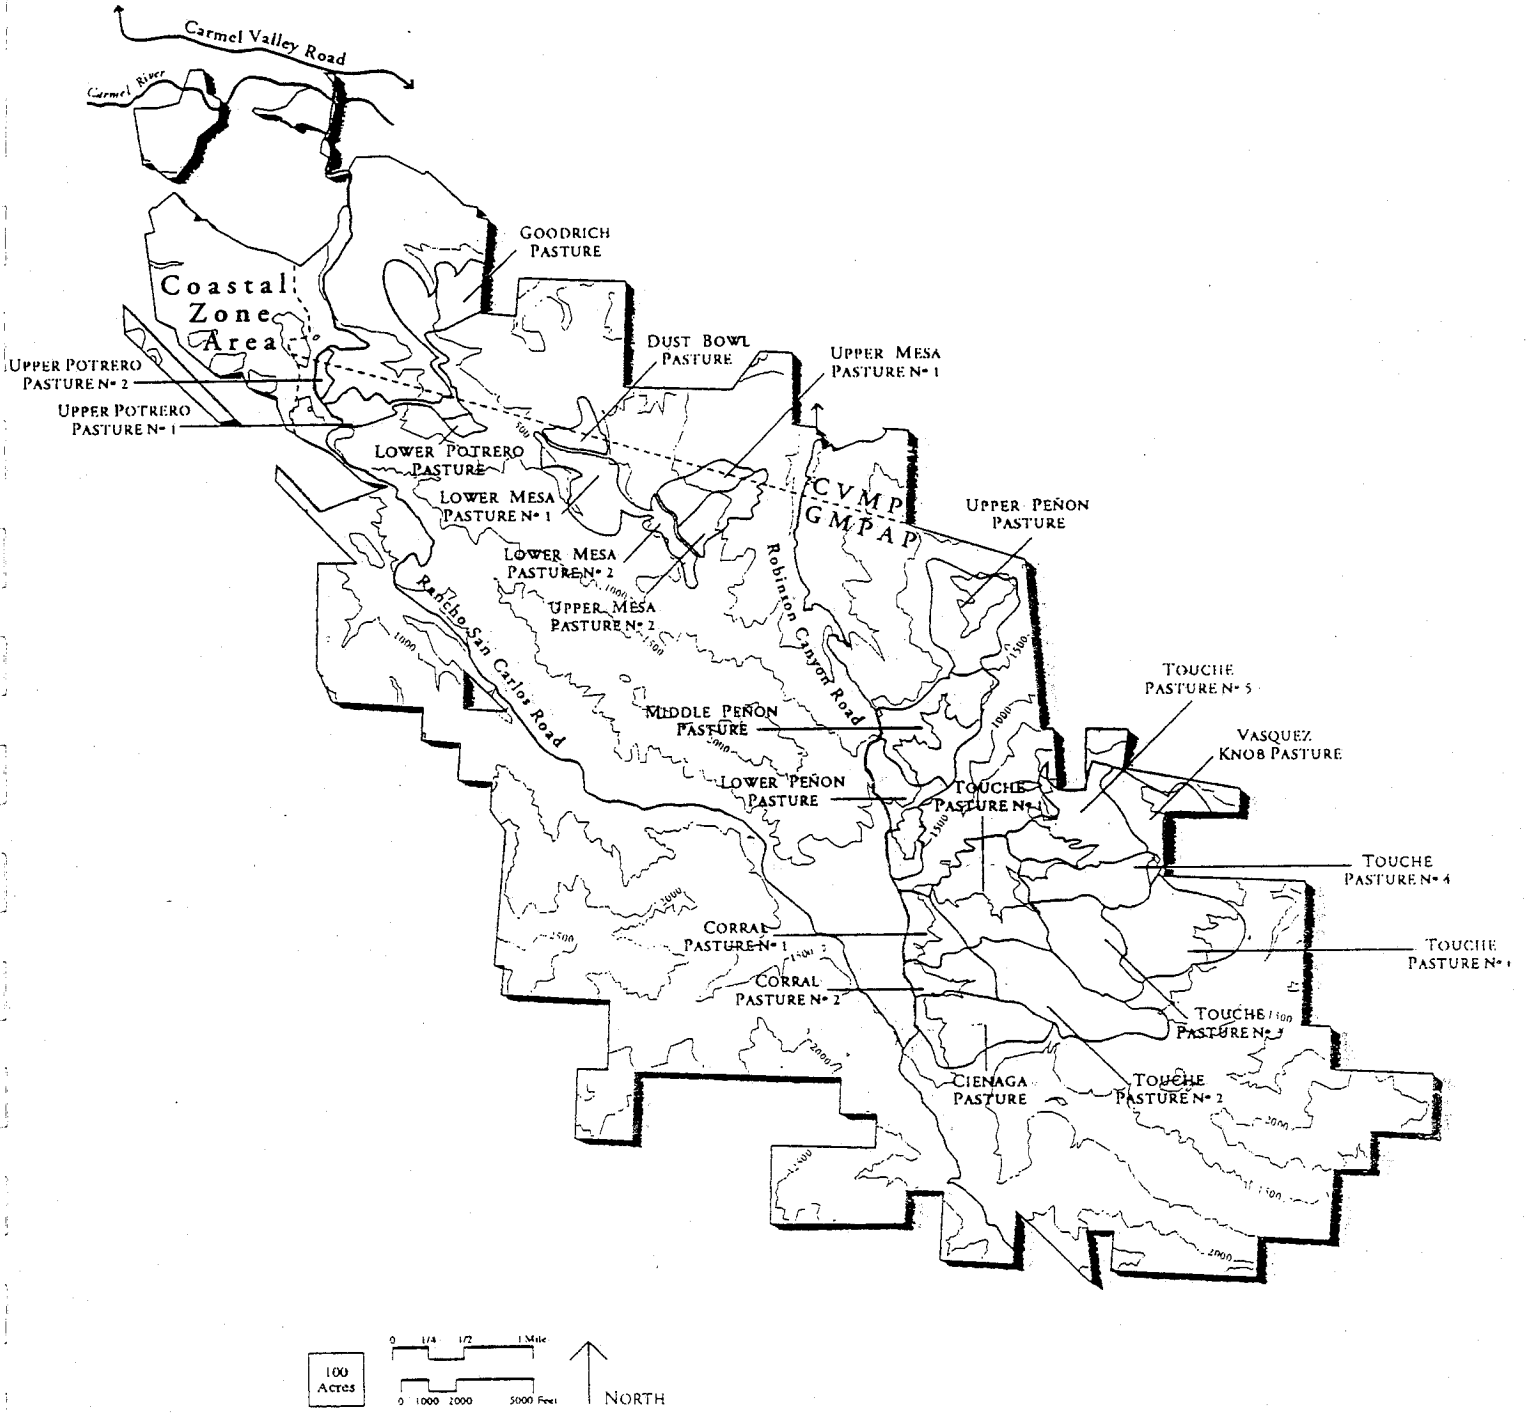 Carmel Valley Road
Carmel River
GOODRICH
PASTURE
Coastal
Zone
Area
DUST BOWL
PASTURE
UPPER MESA
PASTURE Nº 1
UPPER POTRERO
PASTURE Nº 2
UPPER POTRERO
PASTURE Nº 1
500
LOWER POTRERO
PASTURE
LOWER MESA
PASTURE Nº 1
CVMP
GMPAP
UPPER PEÑON
PASTURE
LOWER MESA
PASTURE Nº 2
1000
UPPER MESA
PASTURE Nº 2
1500
Robinson Canyon Road
Rancho San Carlos Road
1000
1500
TOUCHE
PASTURE Nº 5
MIDDLE PEÑON
PASTURE
1000
2000
VASQUEZ
KNOB PASTURE
LOWER PEÑON
PASTURE
TOUCHE
PASTURE Nº 1
1500
TOUCHE
PASTURE Nº 4
2000
CORRAL
PASTURE Nº 1
2500
1500
TOUCHE
PASTURE Nº
CORRAL
PASTURE Nº 2
TOUCHE
PASTURE Nº
1500
2000
CIENAGA
PASTURE
TOUCHE
PASTURE Nº 2
2000
2500
1500
2000
0 1/4 1/2 1 Mile
100
Acres
0 1000 2000 5000 Feet
NORTH